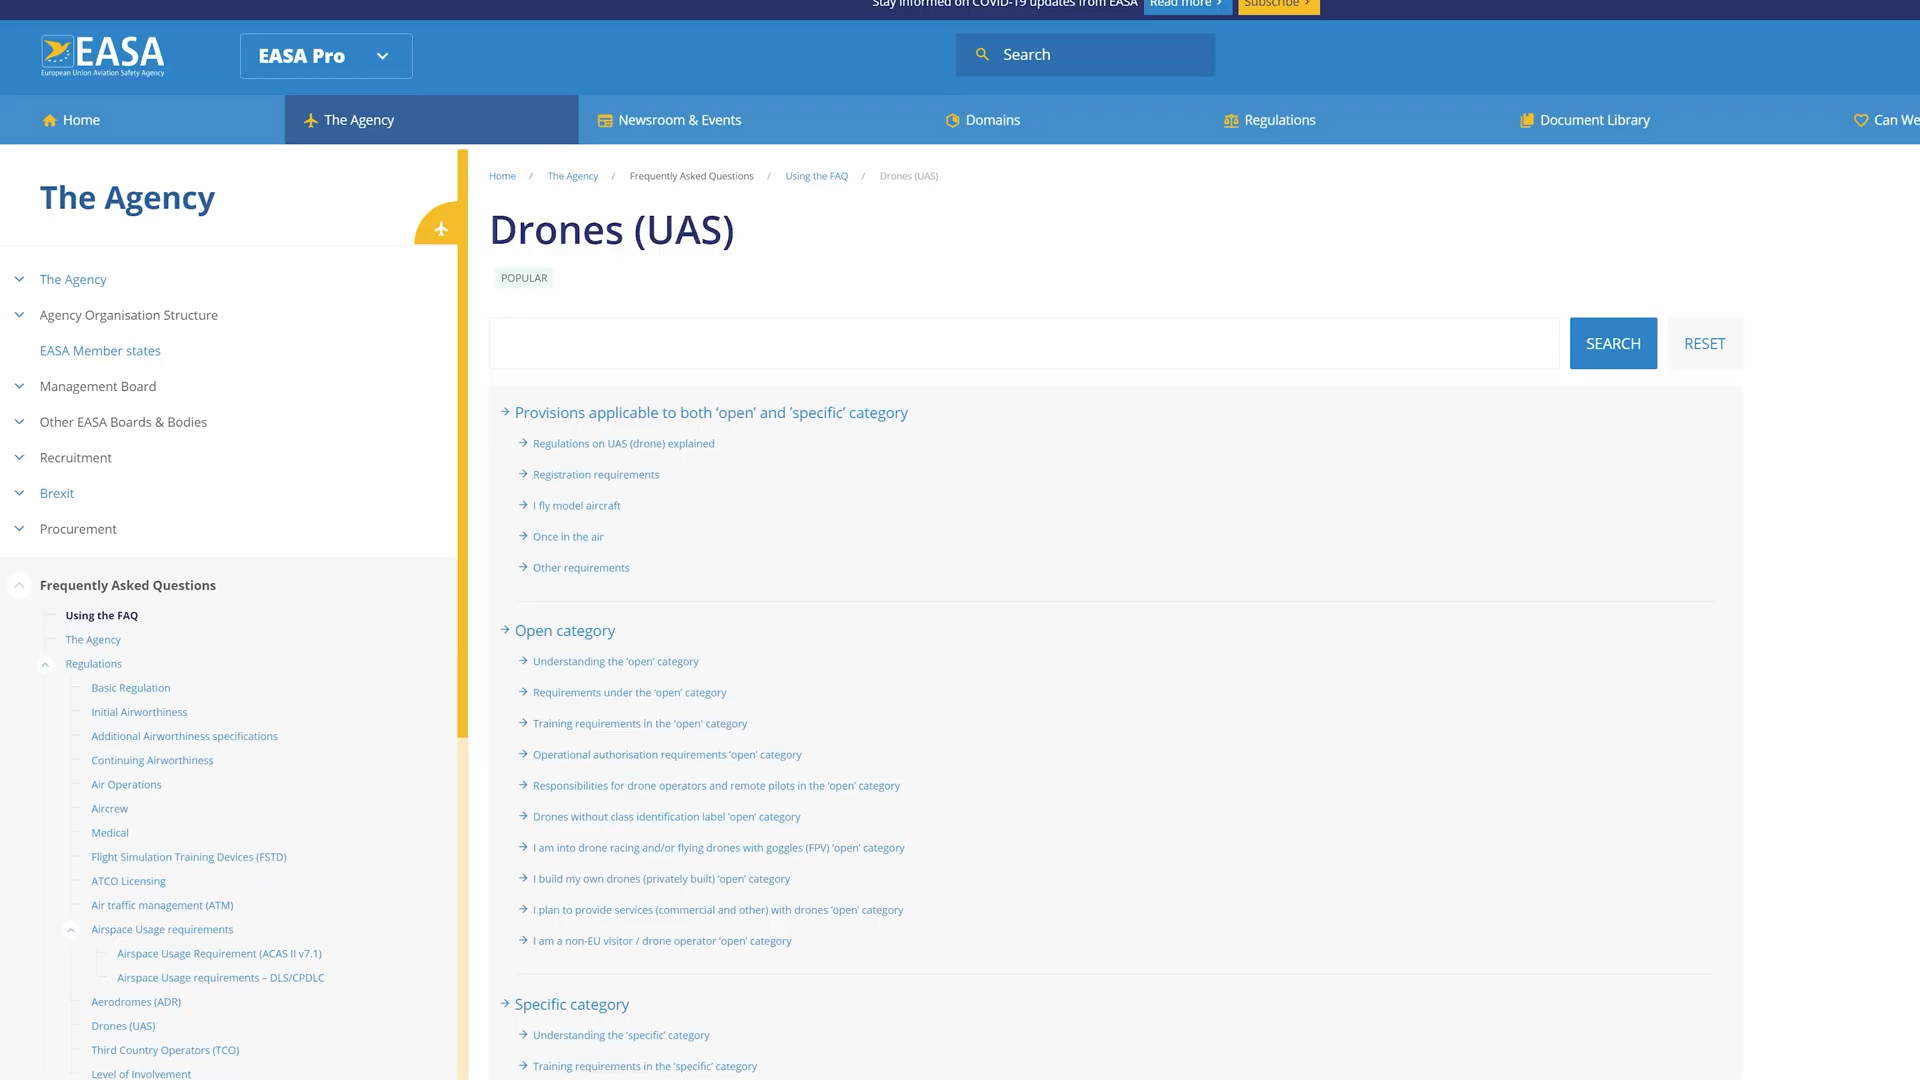 Stay informed on COVID-19 updates from EASA Read more > Subscribe >
EASA
European Union Aviation Safety Agency
EASA Pro
Search
Home
The Agency
Newsroom & Events
Domains
Regulations
Document Library
Can We
The Agency
The Agency
Agency Organisation Structure
EASA Member states
Management Board
Other EASA Boards & Bodies
Recruitment
Brexit
Procurement
Frequently Asked Questions
Using the FAQ
The Agency
Regulations
Basic Regulation
Initial Airworthiness
Additional Airworthiness specifications
Continuing Airworthiness
Air Operations
Aircrew
Medical
Flight Simulation Training Devices (FSTD)
ATCO Licensing
Air traffic management (ATM)
Airspace Usage requirements
Airspace Usage Requirement (ACAS II v7.1)
Airspace Usage requirements – DLS/CPDLC
Aerodromes (ADR)
Drones (UAS)
Third Country Operators (TCO)
Level of Involvement
Home / The Agency / Frequently Asked Questions / Using the FAQ / Drones (UAS)
Drones (UAS)
POPULAR
SEARCH
RESET
Provisions applicable to both ‘open’ and ’specific’ category
Regulations on UAS (drone) explained
Registration requirements
I fly model aircraft
Once in the air
Other requirements
Open category
Understanding the ‘open’ category
Requirements under the ‘open’ category
Training requirements in the 'open' category
Operational authorisation requirements ‘open’ category
Responsibilities for drone operators and remote pilots in the ‘open’ category
Drones without class identification label ’open’ category
I am into drone racing and/or flying drones with goggles (FPV) ‘open’ category
I build my own drones (privately built) ‘open’ category
I plan to provide services (commercial and other) with drones ‘open’ category
I am a non-EU visitor / drone operator ‘open’ category
Specific category
Understanding the ‘specific’ category
Training requirements in the ‘specific’ category